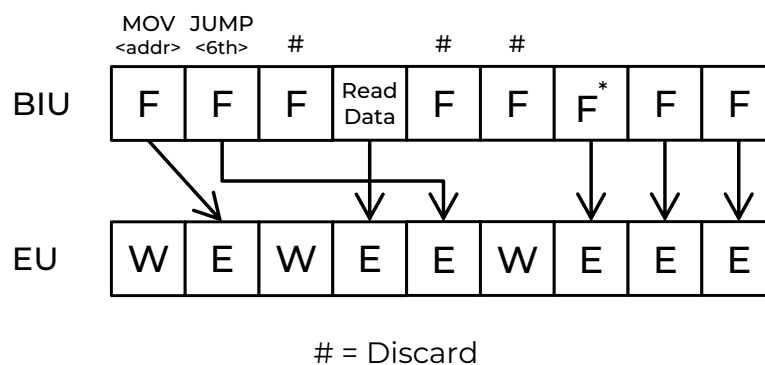 MOV JUMP
<addr> <6th> # # #
BIU F F F Read Data F F F* F F
EU W E W E E W E E E
# = Discard